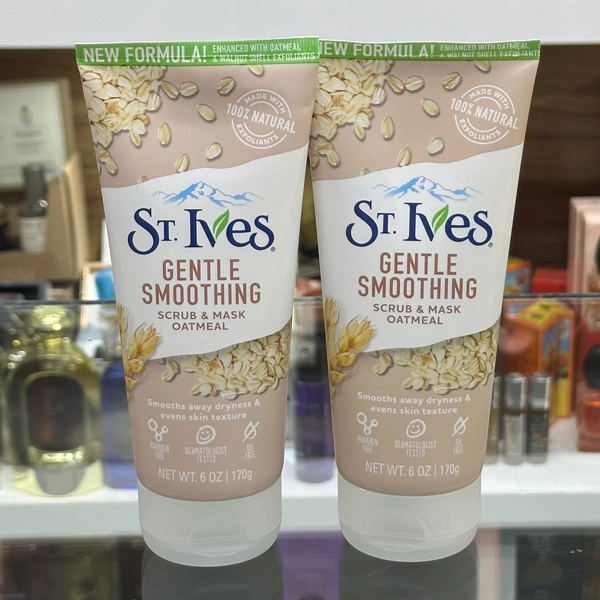 NEW FORMULA! ENHANCED WITH OATMEAL
& WALNUT SHELL EXFOLIANTS
MADE WITH
100% NATURAL
EXFOLIANTS
ST. IVES®
GENTLE
SMOOTHING
SCRUB & MASK
OATMEAL
Smooths away dryness &
evens skin texture
PARABEN
FREE
DERMATOLOGIST
TESTED
OIL
FREE
NET WT. 6 OZ | 170g
NEW FORMULA! ENHANCED WITH OATMEAL
& WALNUT SHELL EXFOLIANTS
MADE WITH
100% NATURAL
EXFOLIANTS
ST. IVES®
GENTLE
SMOOTHING
SCRUB & MASK
OATMEAL
Smooths away dryness &
evens skin texture
PARABEN
FREE
DERMATOLOGIST
TESTED
OIL
FREE
NET WT. 6 OZ | 170g